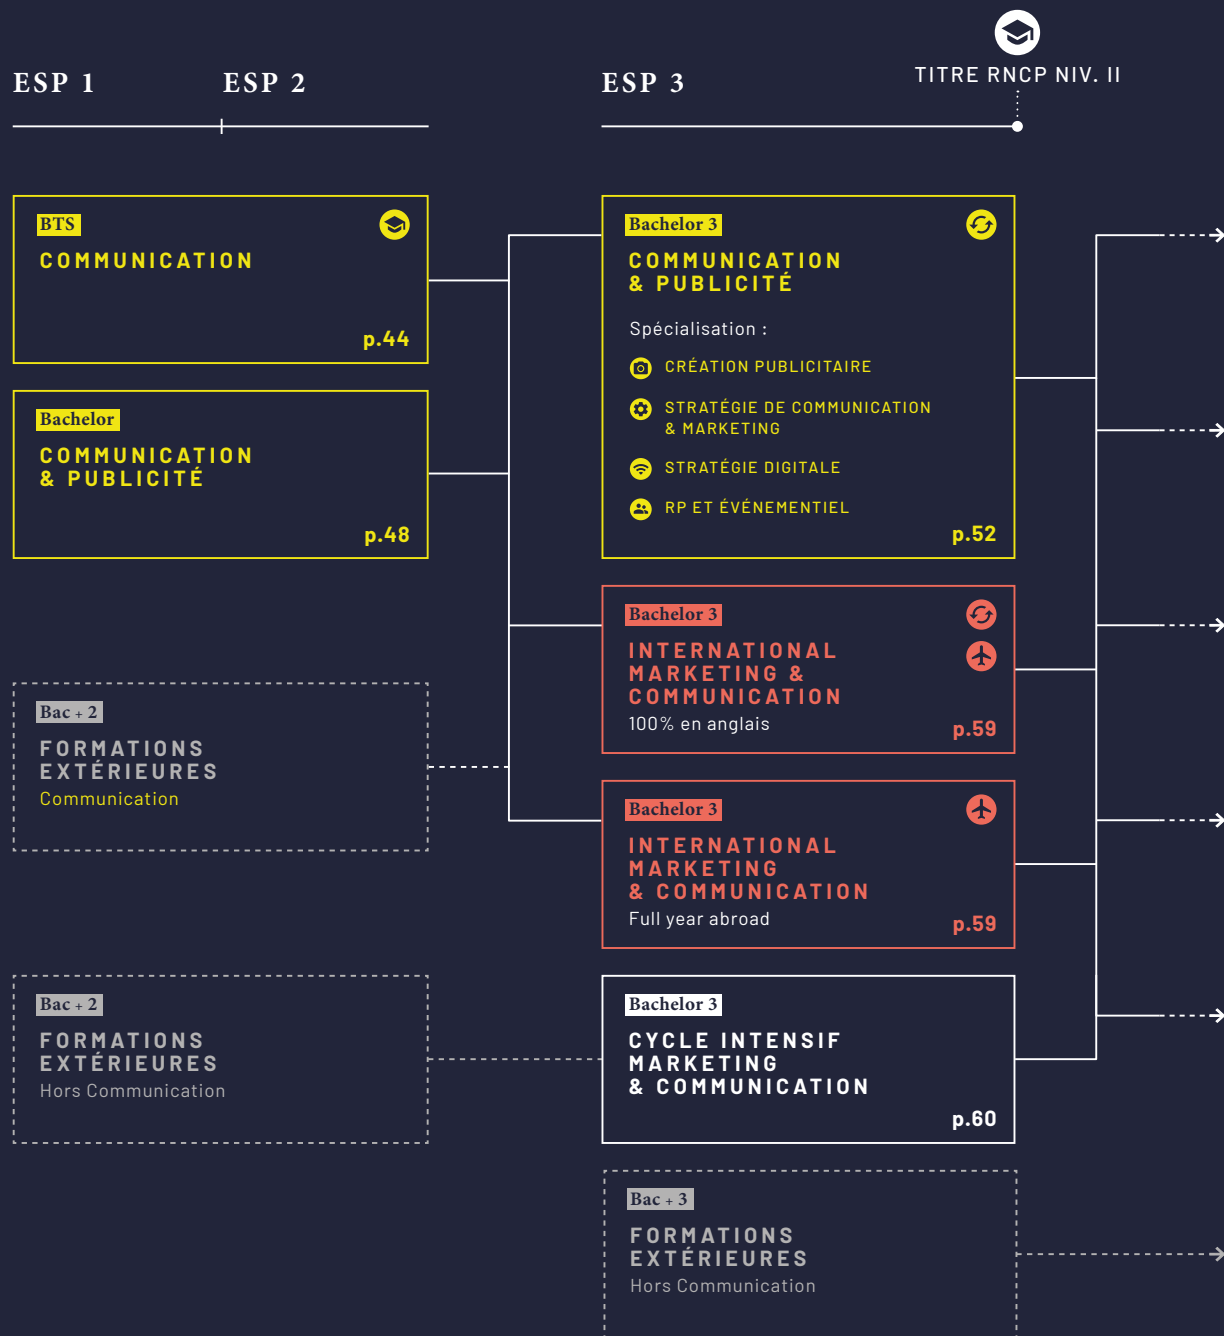 TITRE RNCP NIV. II
ESP 1
ESP 2
ESP 3
BTS
COMMUNICATION
p.44
Bachelor
COMMUNICATION
& PUBLICITÉ
p.48
Bac + 2
FORMATIONS
EXTÉRIEURES
Communication
Bac + 2
FORMATIONS
EXTÉRIEURES
Hors Communication
Bachelor 3
COMMUNICATION
& PUBLICITÉ
Spécialisation :
CRÉATION PUBLICITAIRE
STRATÉGIE DE COMMUNICATION
& MARKETING
STRATÉGIE DIGITALE
RP ET ÉVÉNEMENTIEL
p.52
Bachelor 3
INTERNATIONAL
MARKETING &
COMMUNICATION
100% en anglais
p.59
Bachelor 3
INTERNATIONAL
MARKETING
& COMMUNICATION
Full year abroad
p.59
Bachelor 3
CYCLE INTENSIF
MARKETING
& COMMUNICATION
p.60
Bac + 3
FORMATIONS
EXTÉRIEURES
Hors Communication